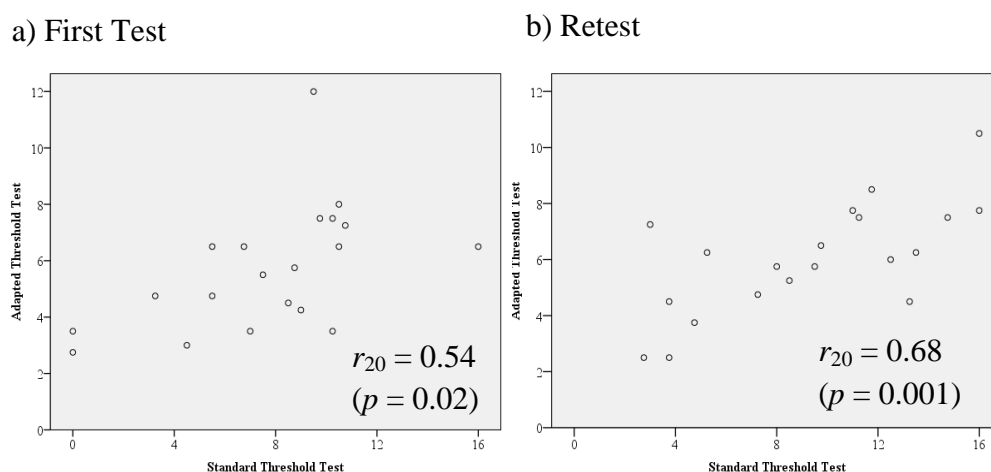 a) First Test
12
10
8
6
4
2
0
Adapted Threshold Test
0 4 8 12 16
Standard Threshold Test
r20 = 0.54
(p = 0.02)
b) Retest
12
10
8
6
4
2
0
Adapted Threshold Test
0 4 8 12 16
Standard Threshold Test
r20 = 0.68
(p = 0.001)